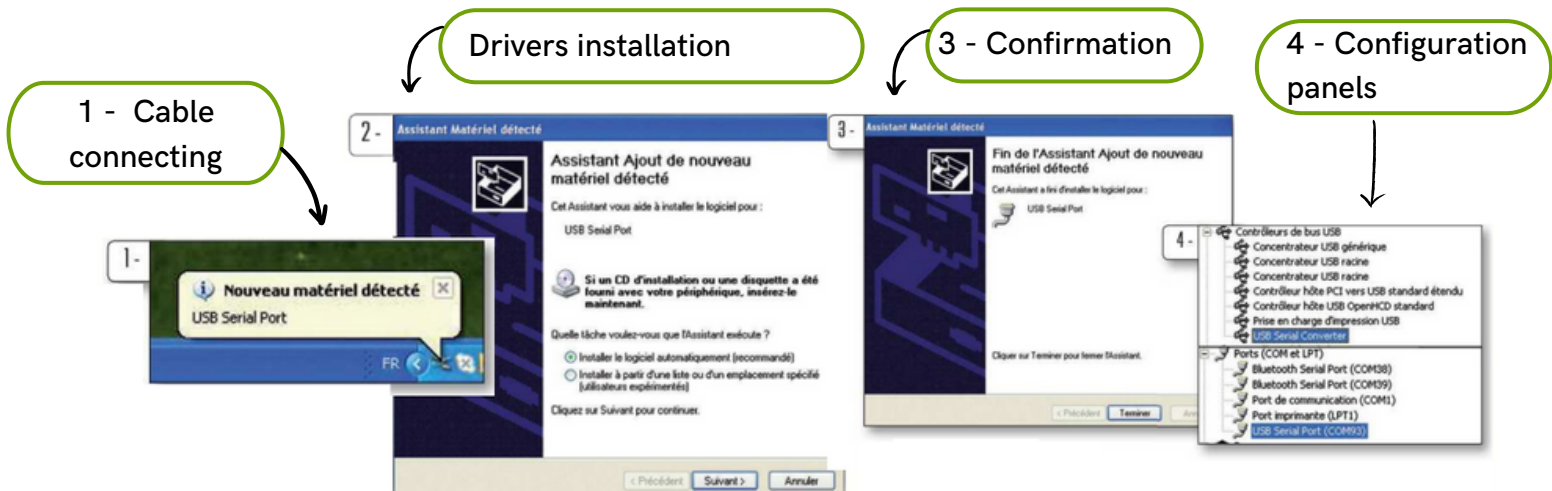 Drivers installation
3 - Confirmation
4 - Configuration
panels
1 - Cable
connecting
1-
Nouveau matériel détecté
USB Serial Port
FR
2-
Assistant Matériel détecté
Assistant Ajout de nouveau
matériel détecté
Cet Assistant vous aide à installer le logiciel pour :
USB Serial Port
Si un CD d'installation ou une disquette a été
fourni avec votre périphérique, insérez-le
maintenant.
Quelle tâche voulez-vous que l'Assistant exécute ?
Installer le logiciel automatiquement (recommandé)
Installer à partir d'une liste ou d'un emplacement spécifié
(utilisateurs expérimentés)
Cliquez sur Suivant pour continuer.
< Précédent
Suivant >
Annuler
3-
Assistant Matériel détecté
Fin de l'Assistant Ajout de nouveau
matériel détecté
Cet Assistant a fini d'installer le logiciel pour :
USB Serial Port
Cliquer sur Terminer pour fermer l'Assistant.
< Précédent
Terminer
4-
Contrôleurs de bus USB
Concentrateur USB générique
Concentrateur USB racine
Concentrateur USB racine
Contrôleur hôte PCI vers USB standard étendu
Contrôleur hôte USB OpenHCD standard
Prise en charge d'impression USB
USB Serial Converter
Ports (COM et LPT)
Bluetooth Serial Port (COM38)
Bluetooth Serial Port (COM39)
Port de communication (COM1)
Port imprimante (LPT1)
USB Serial Port (COM93)